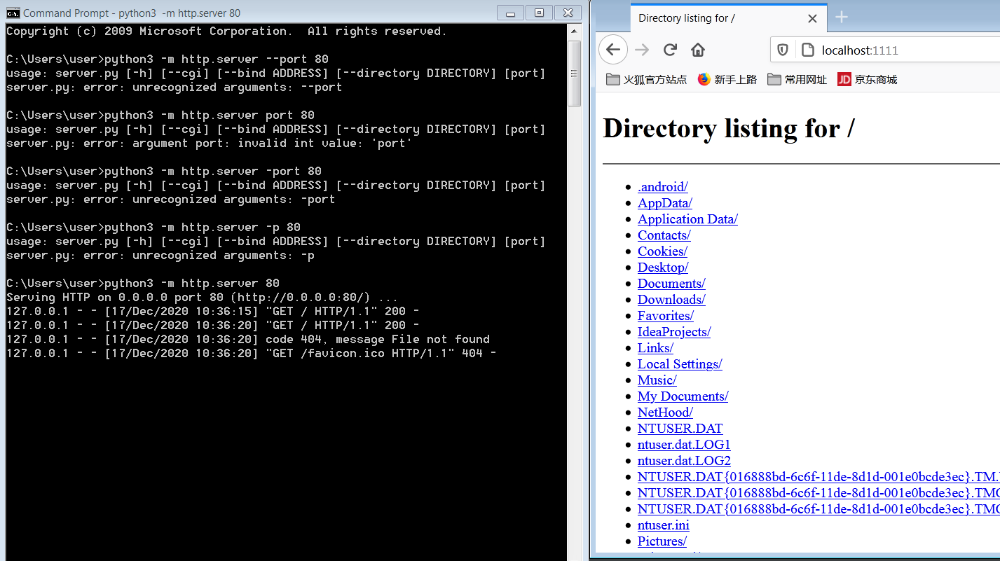 Command Prompt - python3 -m http.server 80
Copyright (c) 2009 Microsoft Corporation.  All rights reserved.
C:\Users\user>python3 -m http.server --port 80
usage: server.py [-h] [--cgi] [--bind ADDRESS] [--directory DIRECTORY] [port]
server.py: error: unrecognized arguments: --port
C:\Users\user>python3 -m http.server port 80
usage: server.py [-h] [--cgi] [--bind ADDRESS] [--directory DIRECTORY] [port]
server.py: error: argument port: invalid int value: 'port'
C:\Users\user>python3 -m http.server -port 80
usage: server.py [-h] [--cgi] [--bind ADDRESS] [--directory DIRECTORY] [port]
server.py: error: unrecognized arguments: -port
C:\Users\user>python3 -m http.server -p 80
usage: server.py [-h] [--cgi] [--bind ADDRESS] [--directory DIRECTORY] [port]
server.py: error: unrecognized arguments: -p
C:\Users\user>python3 -m http.server 80
Serving HTTP on 0.0.0.0 port 80 (http://0.0.0.0:80/) ...
127.0.0.1 - - [17/Dec/2020 10:36:15] "GET / HTTP/1.1" 200 -
127.0.0.1 - - [17/Dec/2020 10:36:20] "GET / HTTP/1.1" 200 -
127.0.0.1 - - [17/Dec/2020 10:36:20] code 404, message File not found
127.0.0.1 - - [17/Dec/2020 10:36:20] "GET /favicon.ico HTTP/1.1" 404 -
Directory listing for /
localhost:1111
火狐官方站点 新手上路 常用网址 JD 京东商城
Directory listing for /
.android/
AppData/
Application Data/
Contacts/
Cookies/
Desktop/
Documents/
Downloads/
Favorites/
IdeaProjects/
Links/
Local Settings/
Music/
My Documents/
NetHood/
NTUSER.DAT
ntuser.dat.LOG1
ntuser.dat.LOG2
NTUSER.DAT{016888bd-6c6f-11de-8d1d-001e0bcde3ec}.TM.
NTUSER.DAT{016888bd-6c6f-11de-8d1d-001e0bcde3ec}.TMC
NTUSER.DAT{016888bd-6c6f-11de-8d1d-001e0bcde3ec}.TMC
ntuser.ini
Pictures/